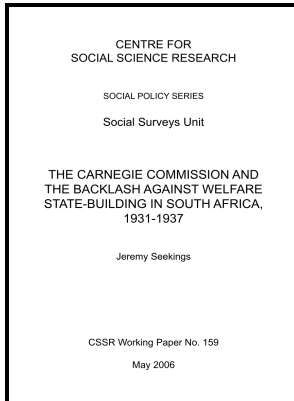 CENTRE FOR
SOCIAL SCIENCE RESEARCH
SOCIAL POLICY SERIES
Social Surveys Unit
THE CARNEGIE COMMISSION AND
THE BACKLASH AGAINST WELFARE
STATE-BUILDING IN SOUTH AFRICA,
1931-1937
Jeremy Seekings
CSSR Working Paper No. 159
May 2006